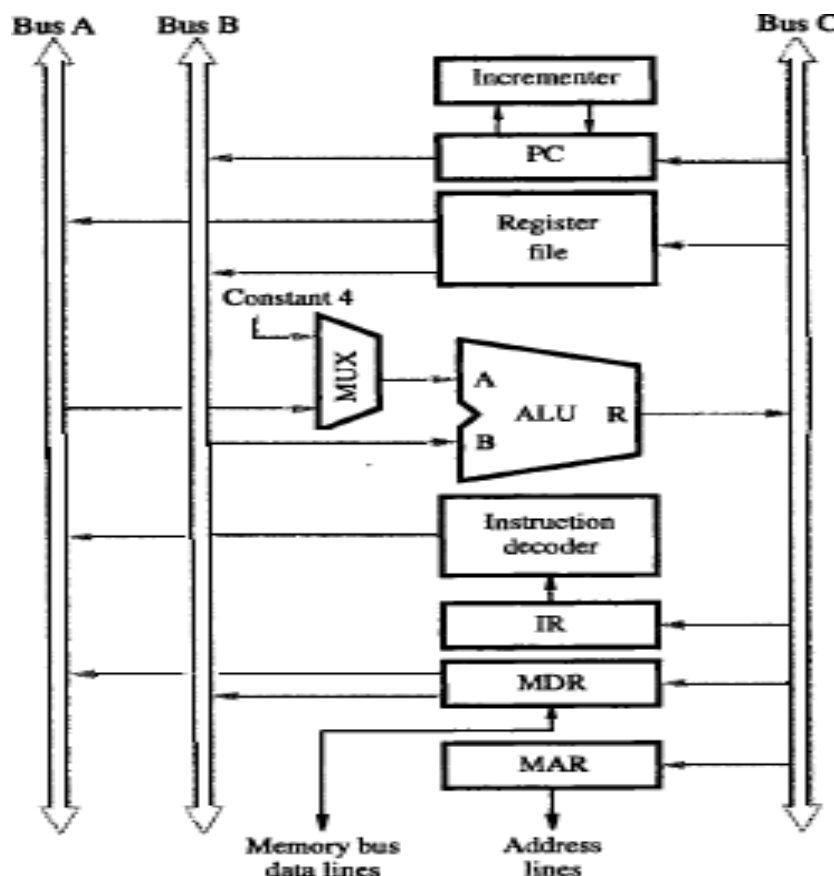 Bus A
Bus B
Bus C
Incrementer
PC
Register
file
Constant 4
MUX
A
ALU
R
B
Instruction
decoder
IR
MDR
MAR
Memory bus
data lines
Address
lines